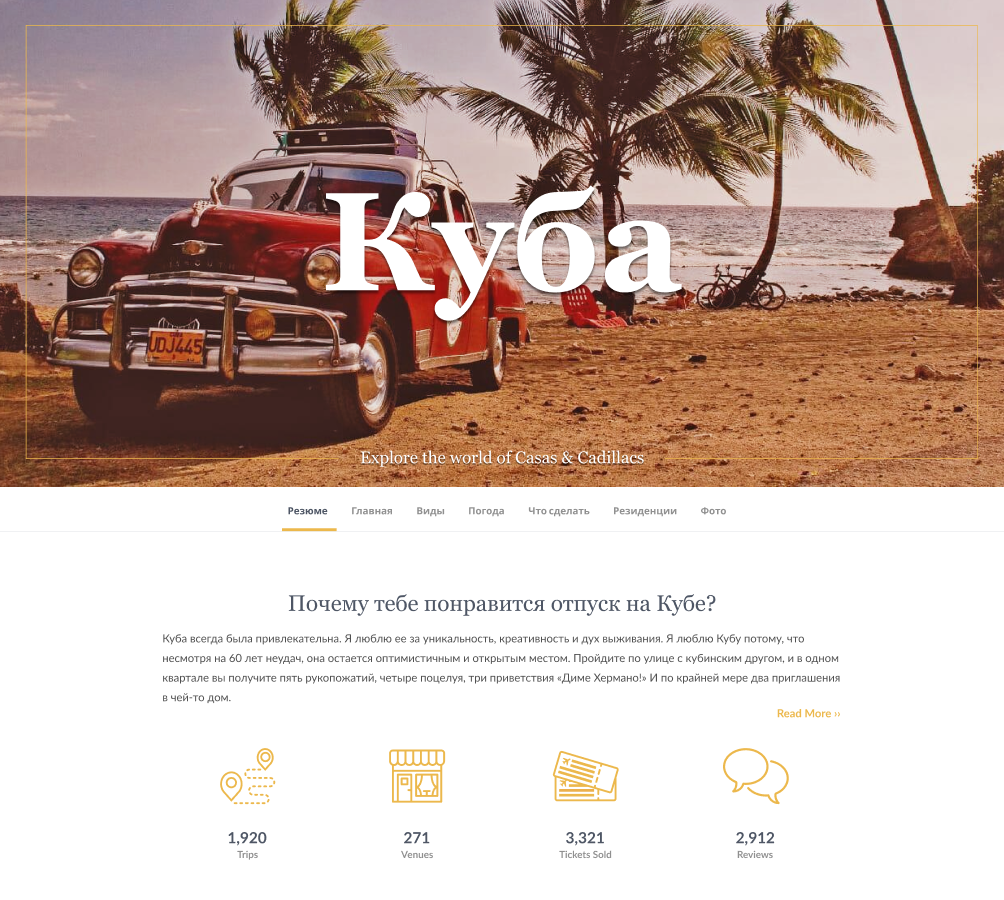 Куба
UDJ445
Explore the world of Casas & Cadillacs
Резюме Главная Виды Погода Что сделать Резиденции Фото
Почему тебе понравится отпуск на Кубе?
Куба всегда была привлекательна. Я люблю ее за уникальность, креативность и дух выживания. Я люблю Кубу потому, что
несмотря на 60 лет неудач, она остается оптимистичным и открытым местом. Пройдите по улице с кубинским другом, и в одном
квартале вы получите пять рукопожатий, четыре поцелуя, три приветствия «Диме Хермано!» И по крайней мере два приглашения
в чей-то дом.
Read More ››
1,920 271 3,321 2,912
Trips Venues Tickets Sold Reviews